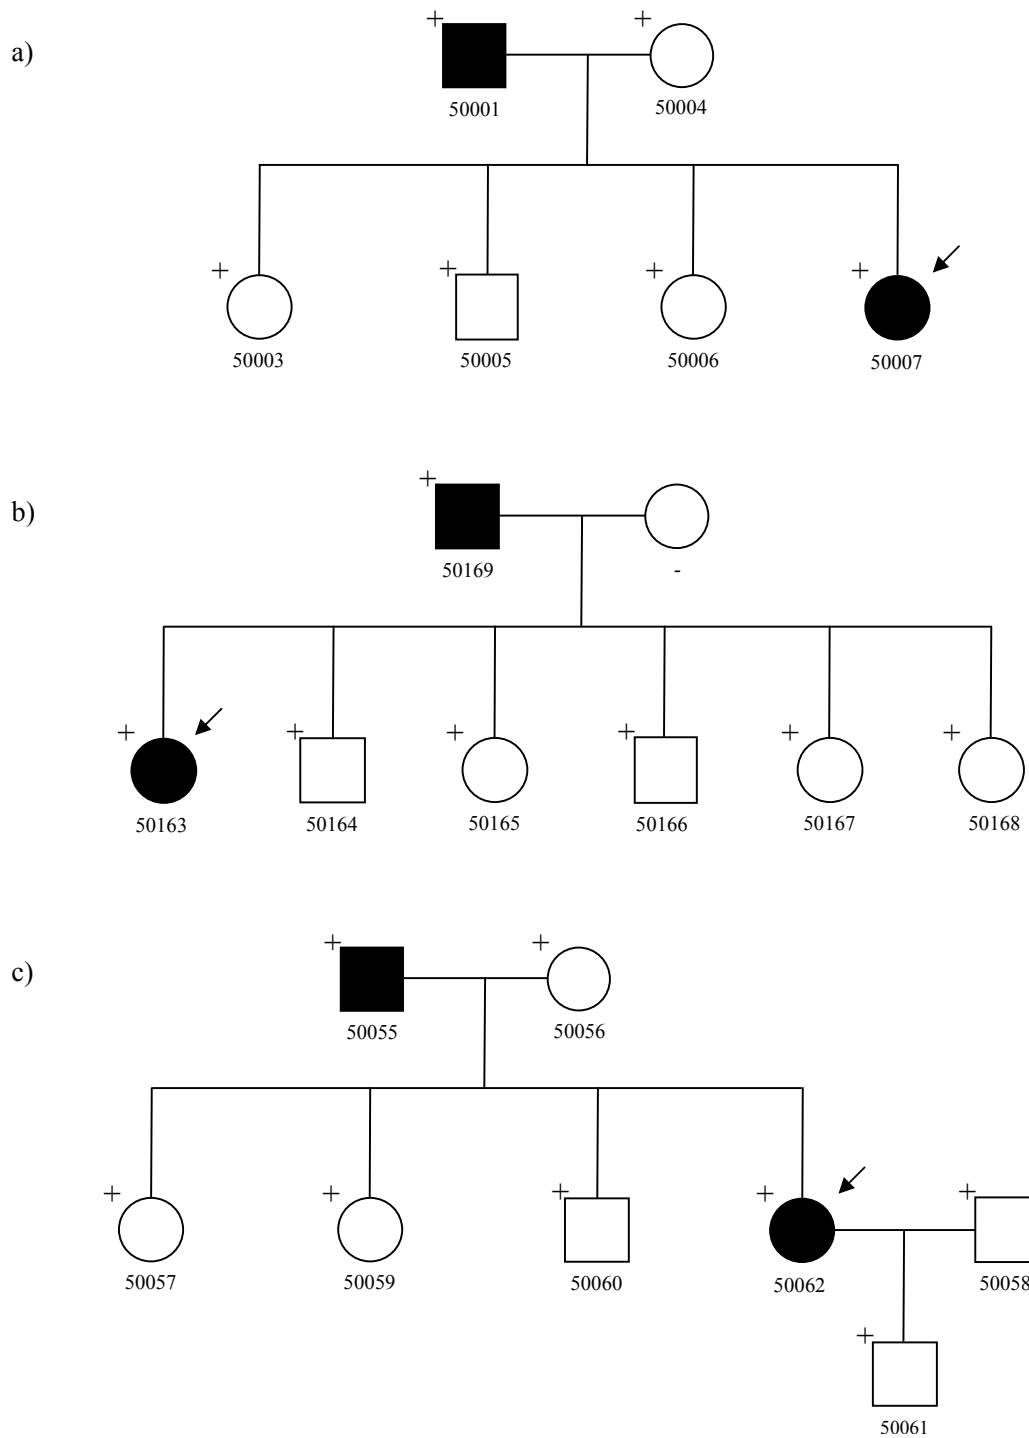 a)
+ +
50001 50004
+ + + +
50003 50005 50006 50007
b)
+
50169 -
+ + + + + +
50163 50164 50165 50166 50167 50168
c)
+ +
50055 50056
+ + + + +
50057 50059 50060 50062 50058
+
50061